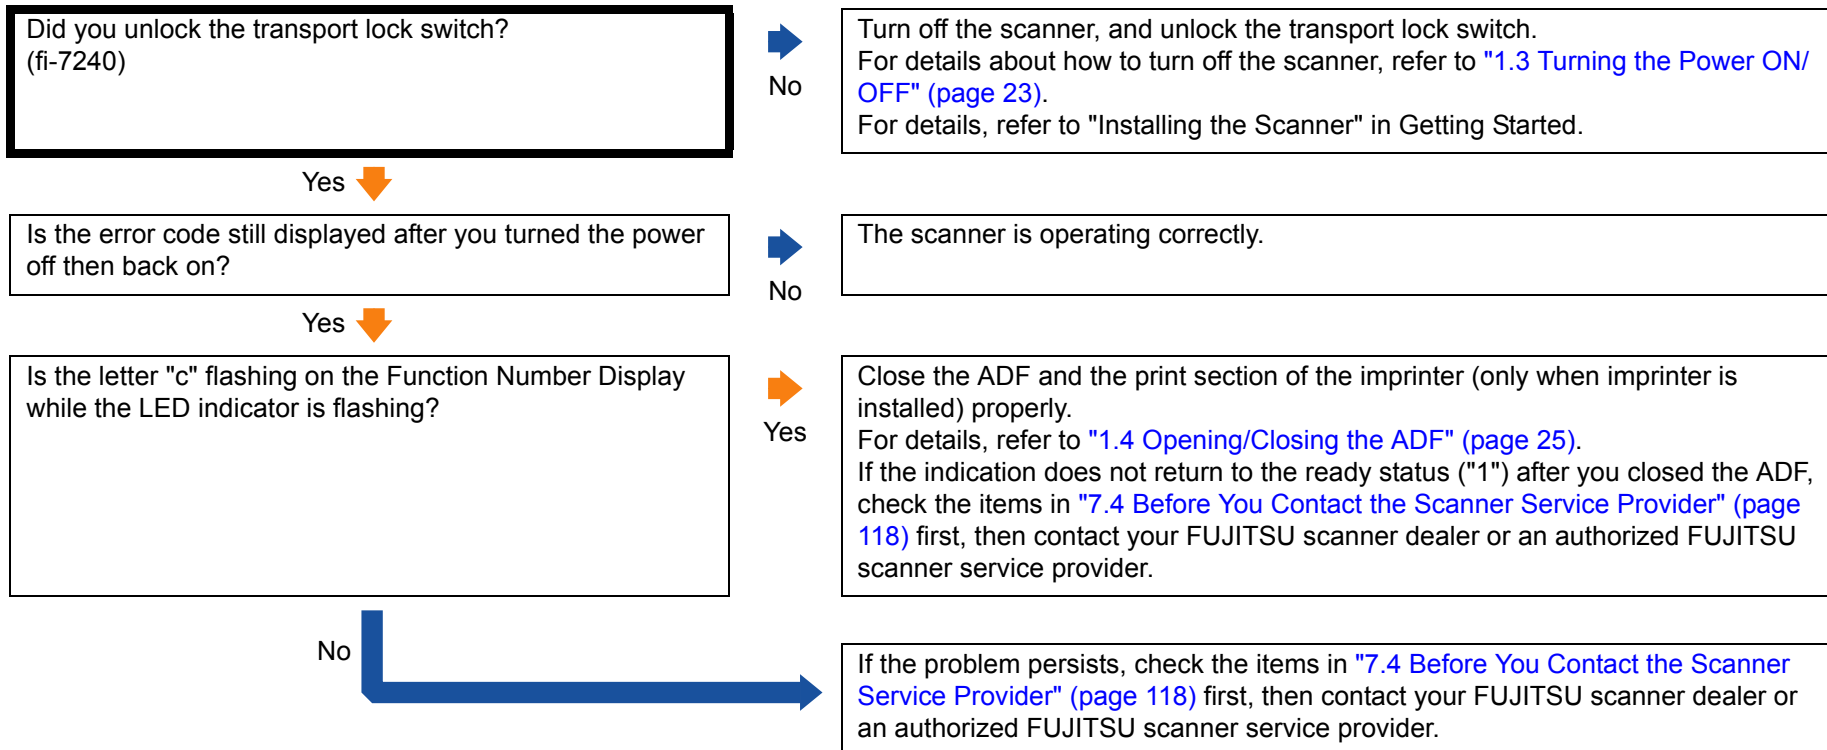 Did you unlock the transport lock switch?
(fi-7240)
No
Turn off the scanner, and unlock the transport lock switch.
For details about how to turn off the scanner, refer to "1.3 Turning the Power ON/
OFF" (page 23).
For details, refer to "Installing the Scanner" in Getting Started.
Yes
Is the error code still displayed after you turned the power
off then back on?
No
The scanner is operating correctly.
Yes
Is the letter "c" flashing on the Function Number Display
while the LED indicator is flashing?
Yes
Close the ADF and the print section of the imprinter (only when imprinter is
installed) properly.
For details, refer to "1.4 Opening/Closing the ADF" (page 25).
If the indication does not return to the ready status ("1") after you closed the ADF,
check the items in "7.4 Before You Contact the Scanner Service Provider" (page
118) first, then contact your FUJITSU scanner dealer or an authorized FUJITSU
scanner service provider.
No
If the problem persists, check the items in "7.4 Before You Contact the Scanner
Service Provider" (page 118) first, then contact your FUJITSU scanner dealer or
an authorized FUJITSU scanner service provider.